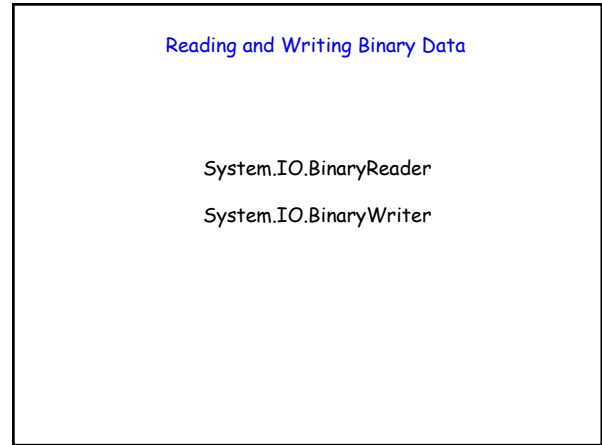 Reading and Writing Binary Data
System.IO.BinaryReader
System.IO.BinaryWriter